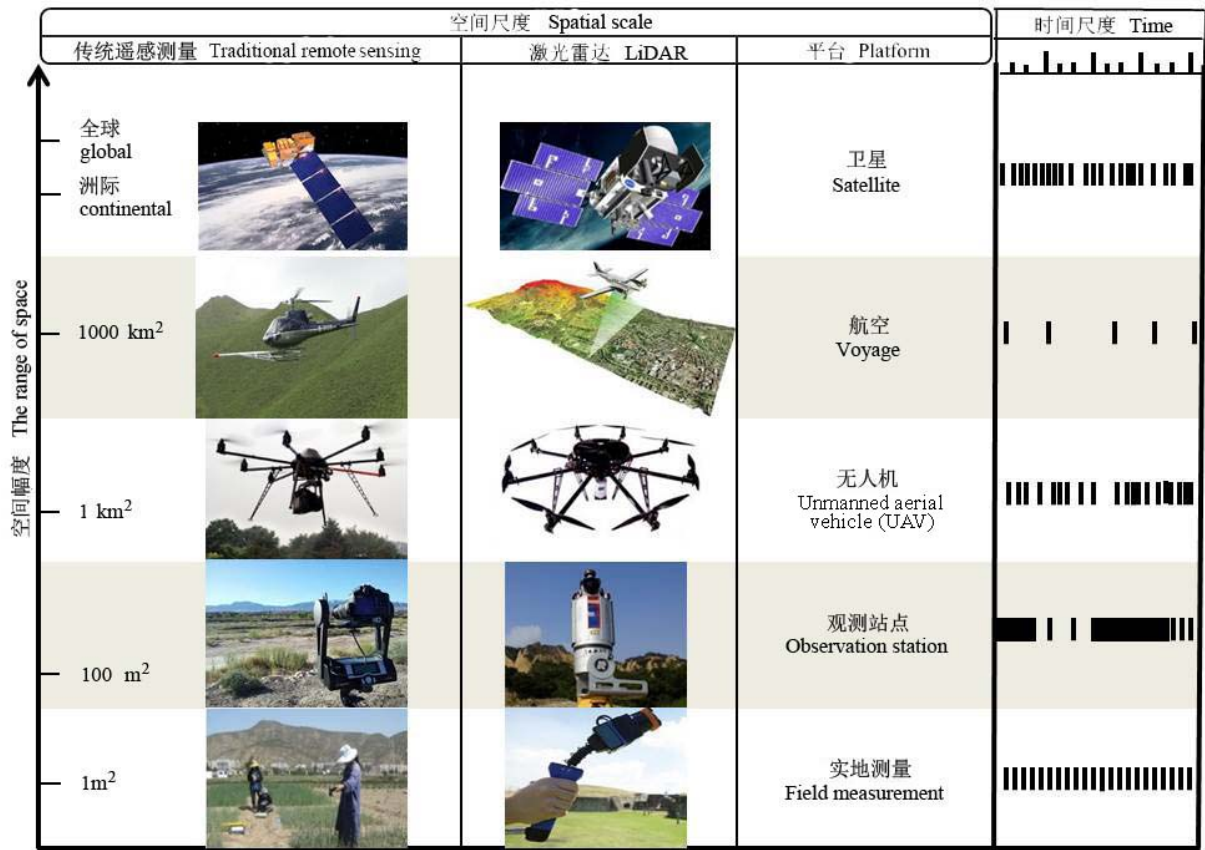 空间尺度 Spatial scale
时间尺度 Time
传统遥感测量 Traditional remote sensing
激光雷达 LiDAR
平台 Platform
空间幅度 The range of space
全球
global
洲际
continental
卫星
Satellite
1000 km²
航空
Voyage
1 km²
无人机
Unmanned aerial
vehicle (UAV)
100 m²
观测站点
Observation station
1m²
实地测量
Field measurement